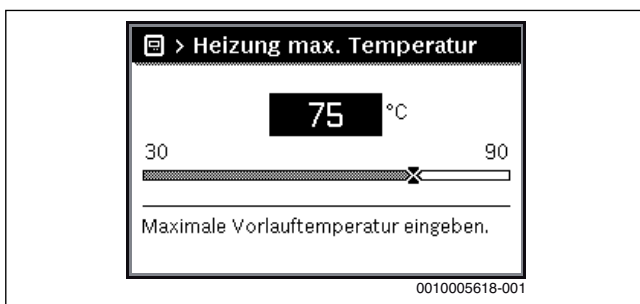 > Heizung max. Temperatur
75 °C
30 90
Maximale Vorlauftemperatur eingeben.
0010005618-001